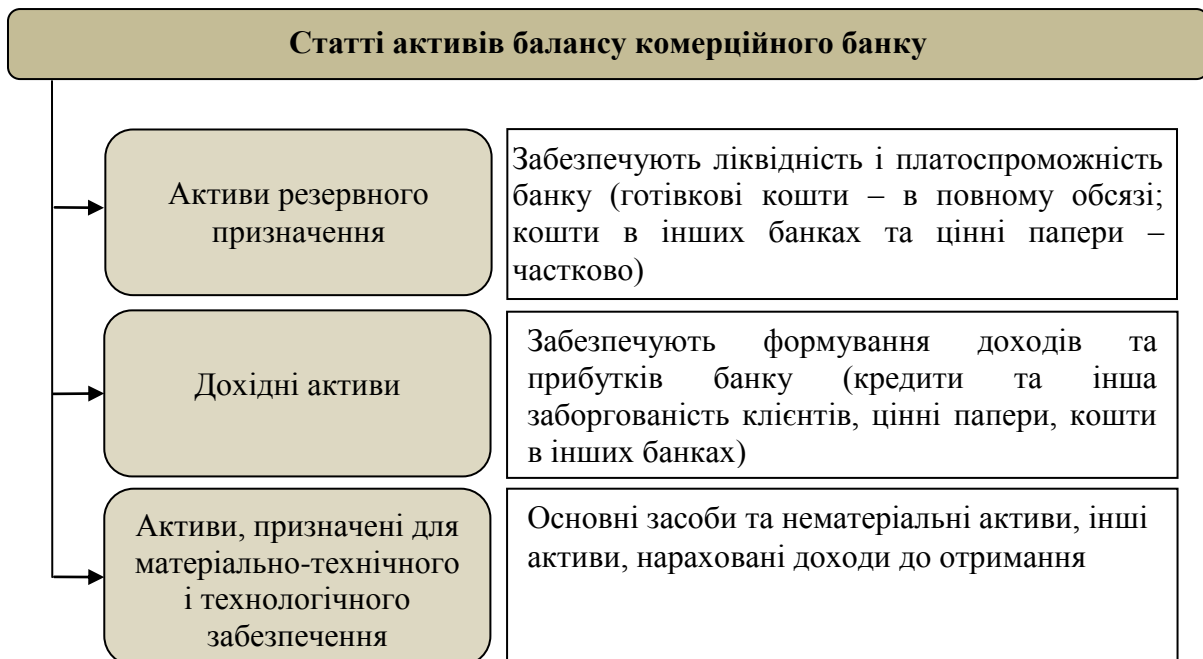 Статті активів балансу комерційного банку
Активи резервного
призначення
Забезпечують ліквідність і платоспроможність
банку (готівкові кошти – в повному обсязі;
кошти в інших банках та цінні папери –
частково)
Дохідні активи
Забезпечують формування доходів та
прибутків банку (кредити та інша
заборгованість клієнтів, цінні папери, кошти
в інших банках)
Активи, призначені для
матеріально-технічного
і технологічного
забезпечення
Основні засоби та нематеріальні активи, інші
активи, нараховані доходи до отримання